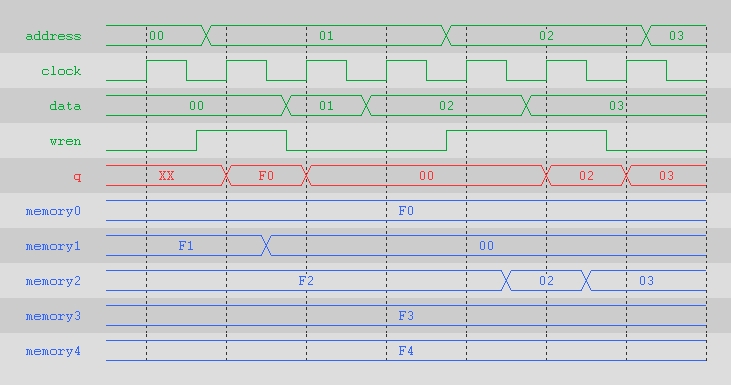 address 00 01 02 03
clock
data 00 01 02 03
wren
q XX F0 00 02 03
memory0 F0
memory1 F1 00
memory2 F2 02 03
memory3 F3
memory4 F4